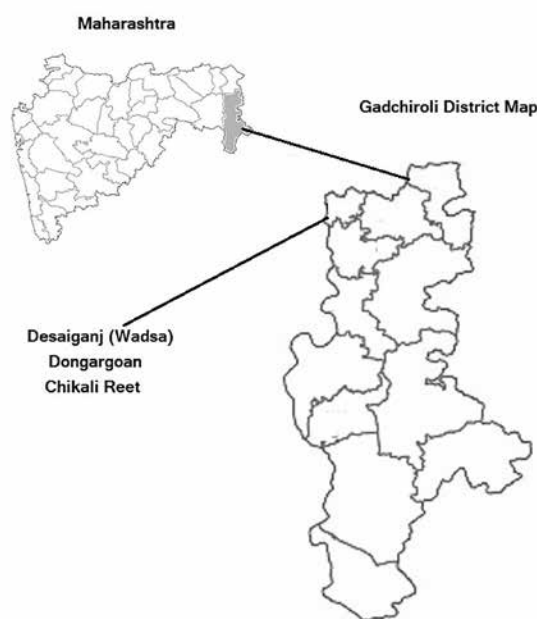 Maharashtra
Gadchiroli District Map
Desaiganj (Wadsa)
Dongargoan
Chikali Reet